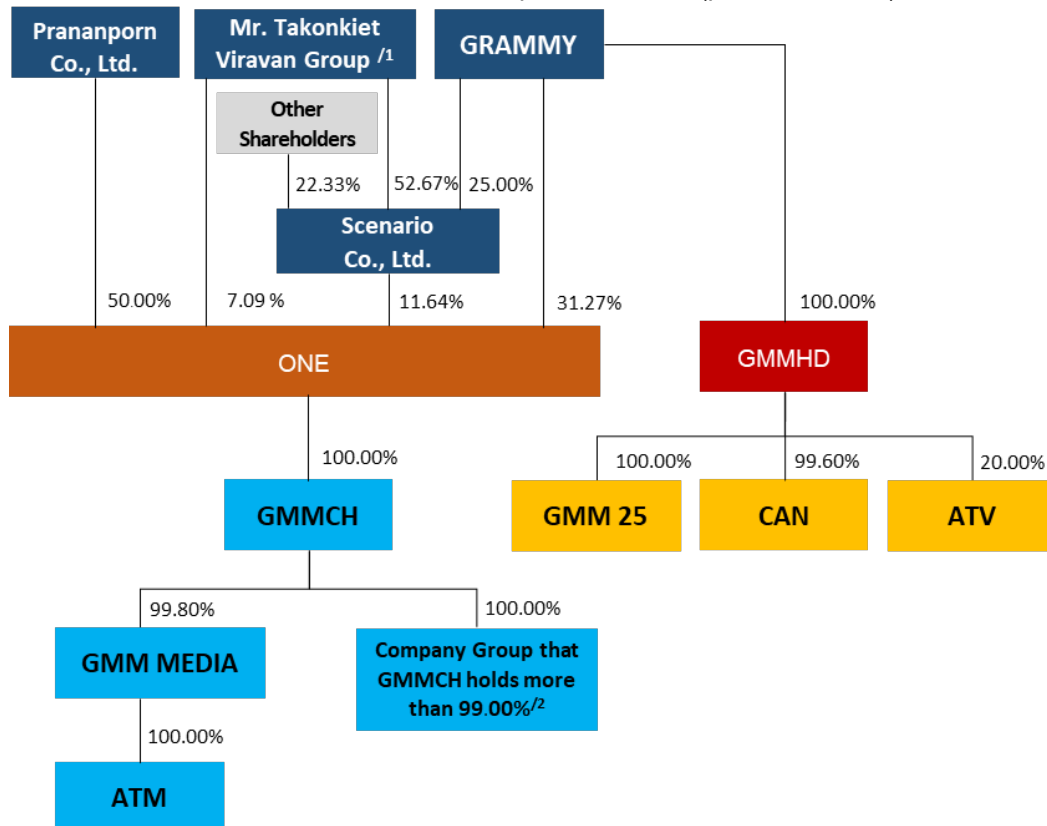 Prananporn
Co., Ltd.
Mr. Takonkiet
Viravan Group /1
GRAMMY
Other
Shareholders
22.33%
52.67%
25.00%
Scenario
Co., Ltd.
50.00%
7.09 %
11.64%
31.27%
100.00%
ONE
GMMHD
100.00%
100.00%
99.60%
20.00%
GMMCH
GMM 25
CAN
ATV
99.80%
100.00%
GMM MEDIA
Company Group that
GMMCH holds more
than 99.00%/2
100.00%
ATM